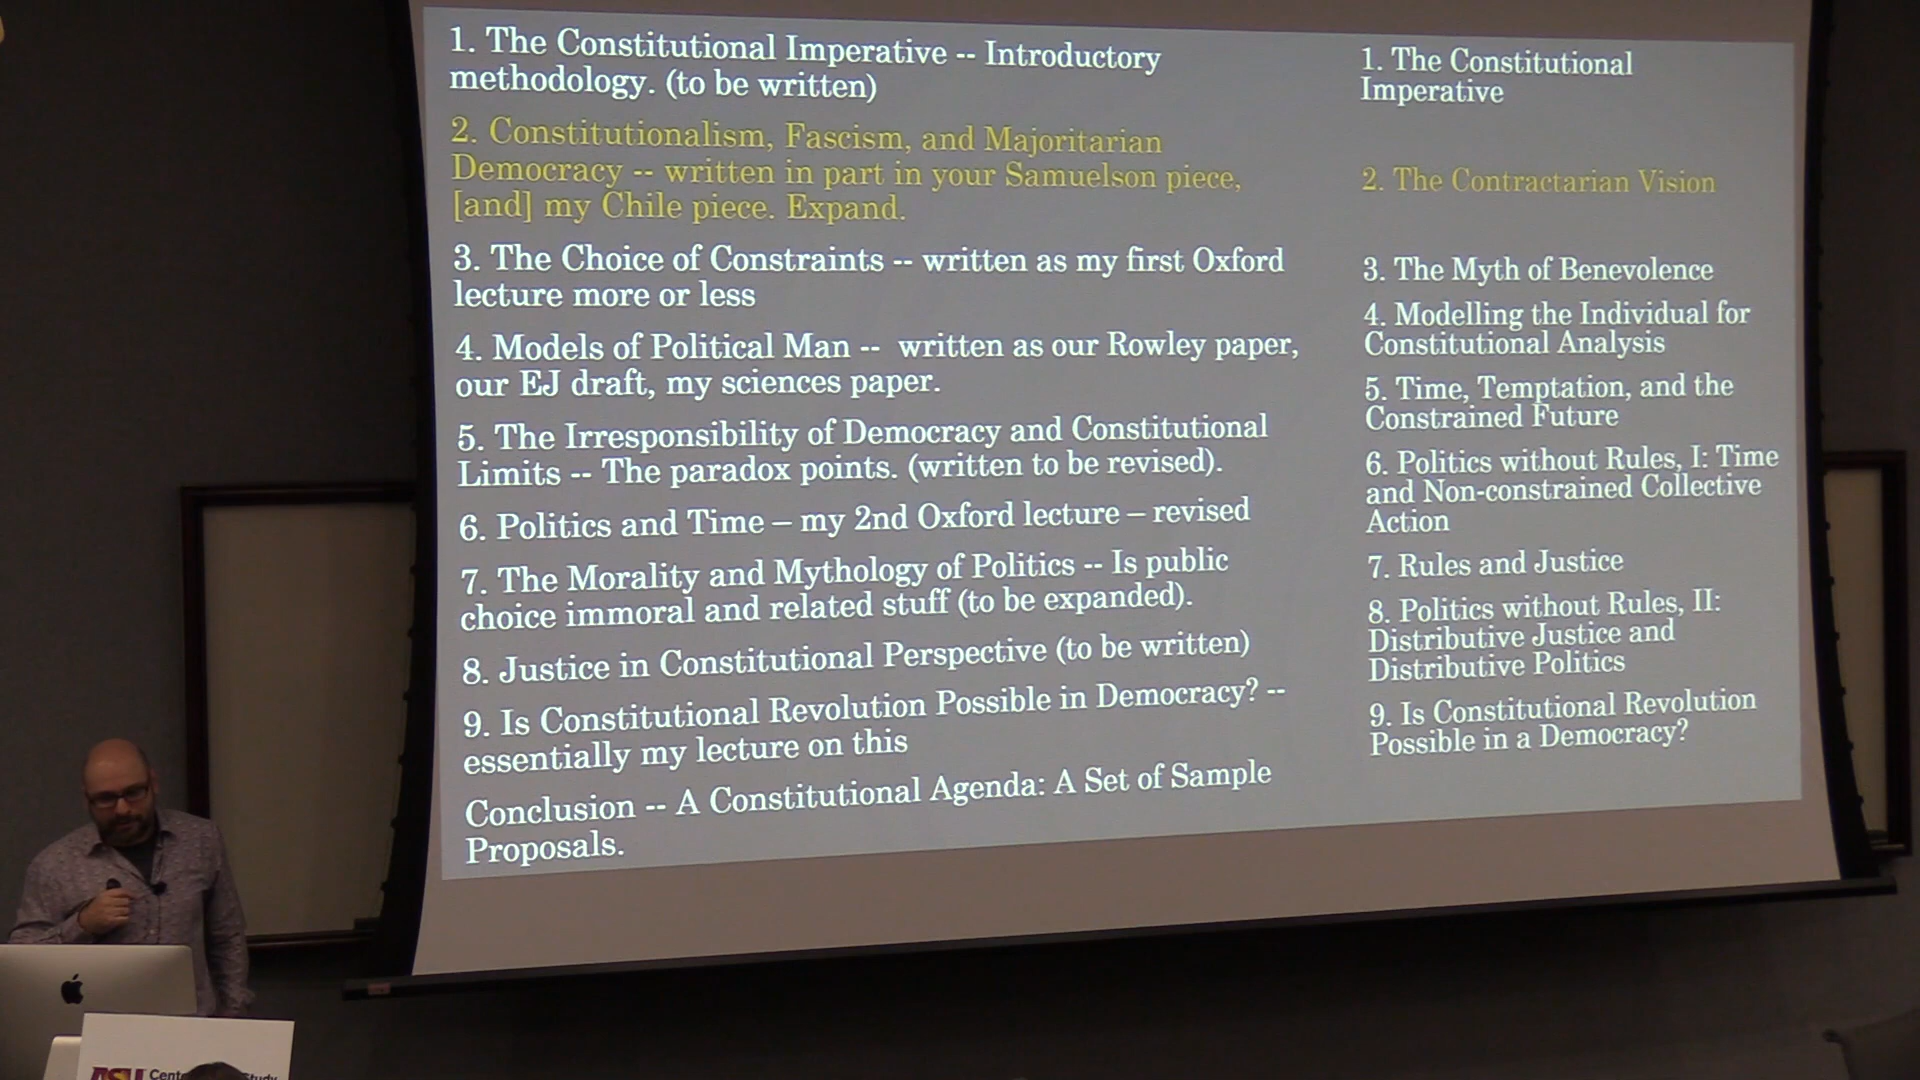 1. The Constitutional Imperative -- Introductory
methodology. (to be written)
2. Constitutionalism, Fascism, and Majoritarian
Democracy -- written in part in your Samuelson piece,
[and] my Chile piece. Expand.
3. The Choice of Constraints -- written as my first Oxford
lecture more or less
4. Models of Political Man -- written as our Rowley paper,
our EJ draft, my sciences paper.
5. The Irresponsibility of Democracy and Constitutional
Limits -- The paradox points. (written to be revised).
6. Politics and Time – my 2nd Oxford lecture – revised
7. The Morality and Mythology of Politics -- Is public
choice immoral and related stuff (to be expanded).
8. Justice in Constitutional Perspective (to be written)
9. Is Constitutional Revolution Possible in Democracy? --
essentially my lecture on this
Conclusion -- A Constitutional Agenda: A Set of Sample
Proposals.
1. The Constitutional
Imperative
2. The Contractarian Vision
3. The Myth of Benevolence
4. Modelling the Individual for
Constitutional Analysis
5. Time, Temptation, and the
Constrained Future
6. Politics without Rules, I: Time
and Non-constrained Collective
Action
7. Rules and Justice
8. Politics without Rules, II:
Distributive Justice and
Distributive Politics
9. Is Constitutional Revolution
Possible in a Democracy?
ASU